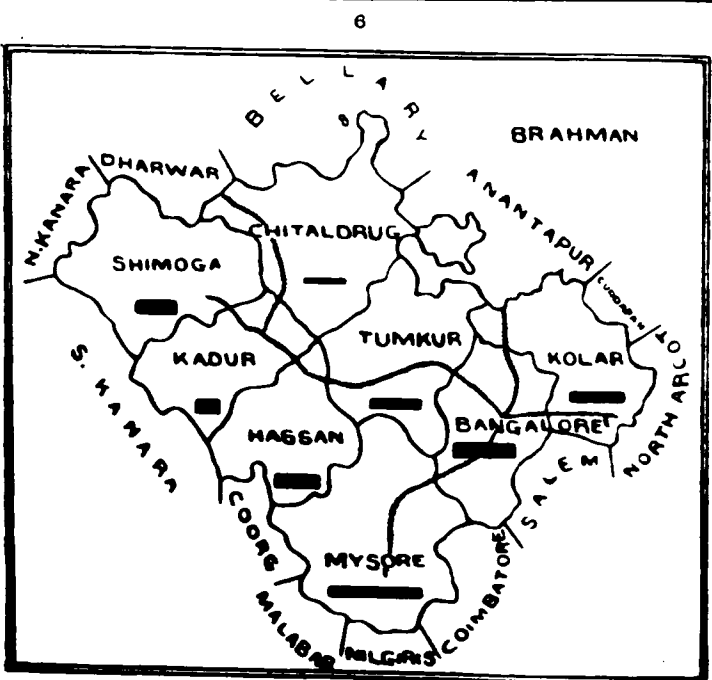 6
BELLARY
BRAHMAN
N.KANARA
DHARWAR
ANANTAPUR
CHITALDRUG
SHIMOGA
CUDDAPAH
TUMKUR
KADUR
KOLAR
S. KANARA
NORTH ARCOT
BANGALORE
HASSAN
SALEM
COORG
MYSORE
COIMBATORE
MALABAR
NILGIRIS